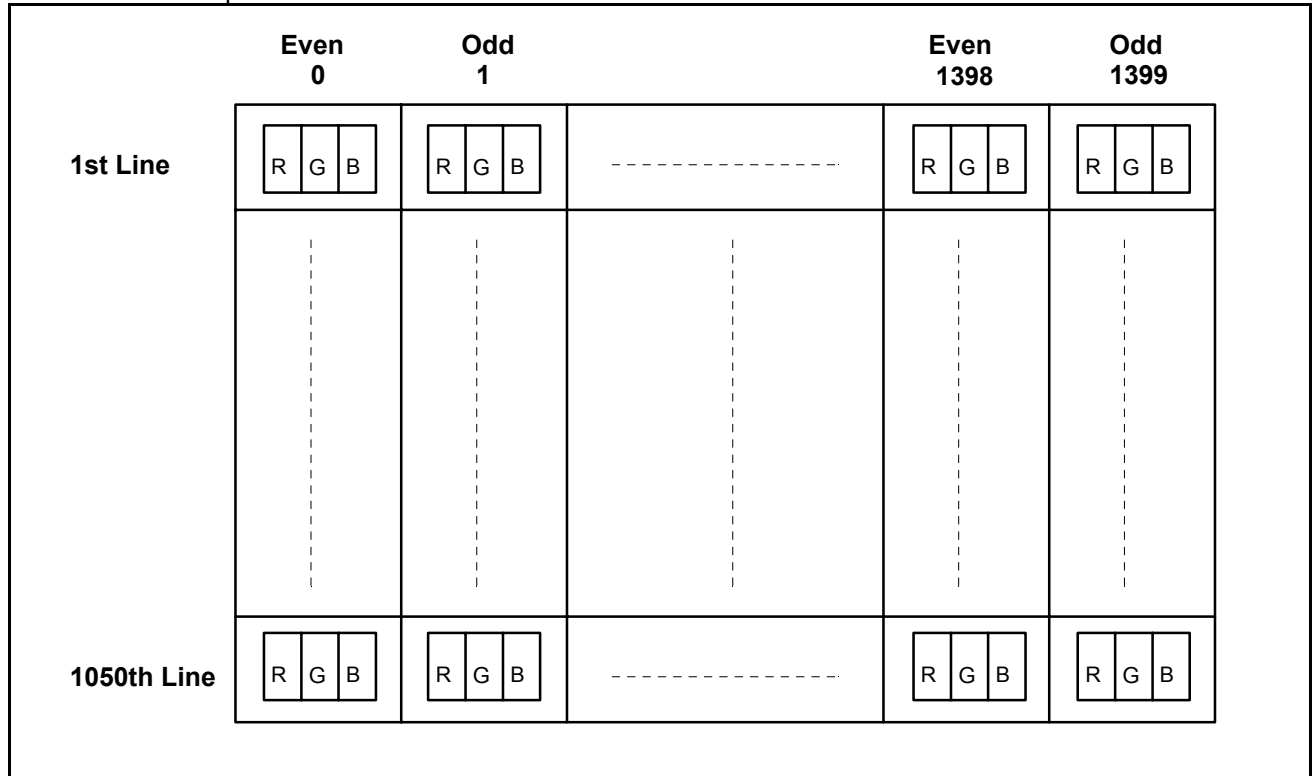 Even Odd Even Odd
0 1 1398 1399
1st Line R G B R G B R G B R G B
1050th Line R G B R G B R G B R G B